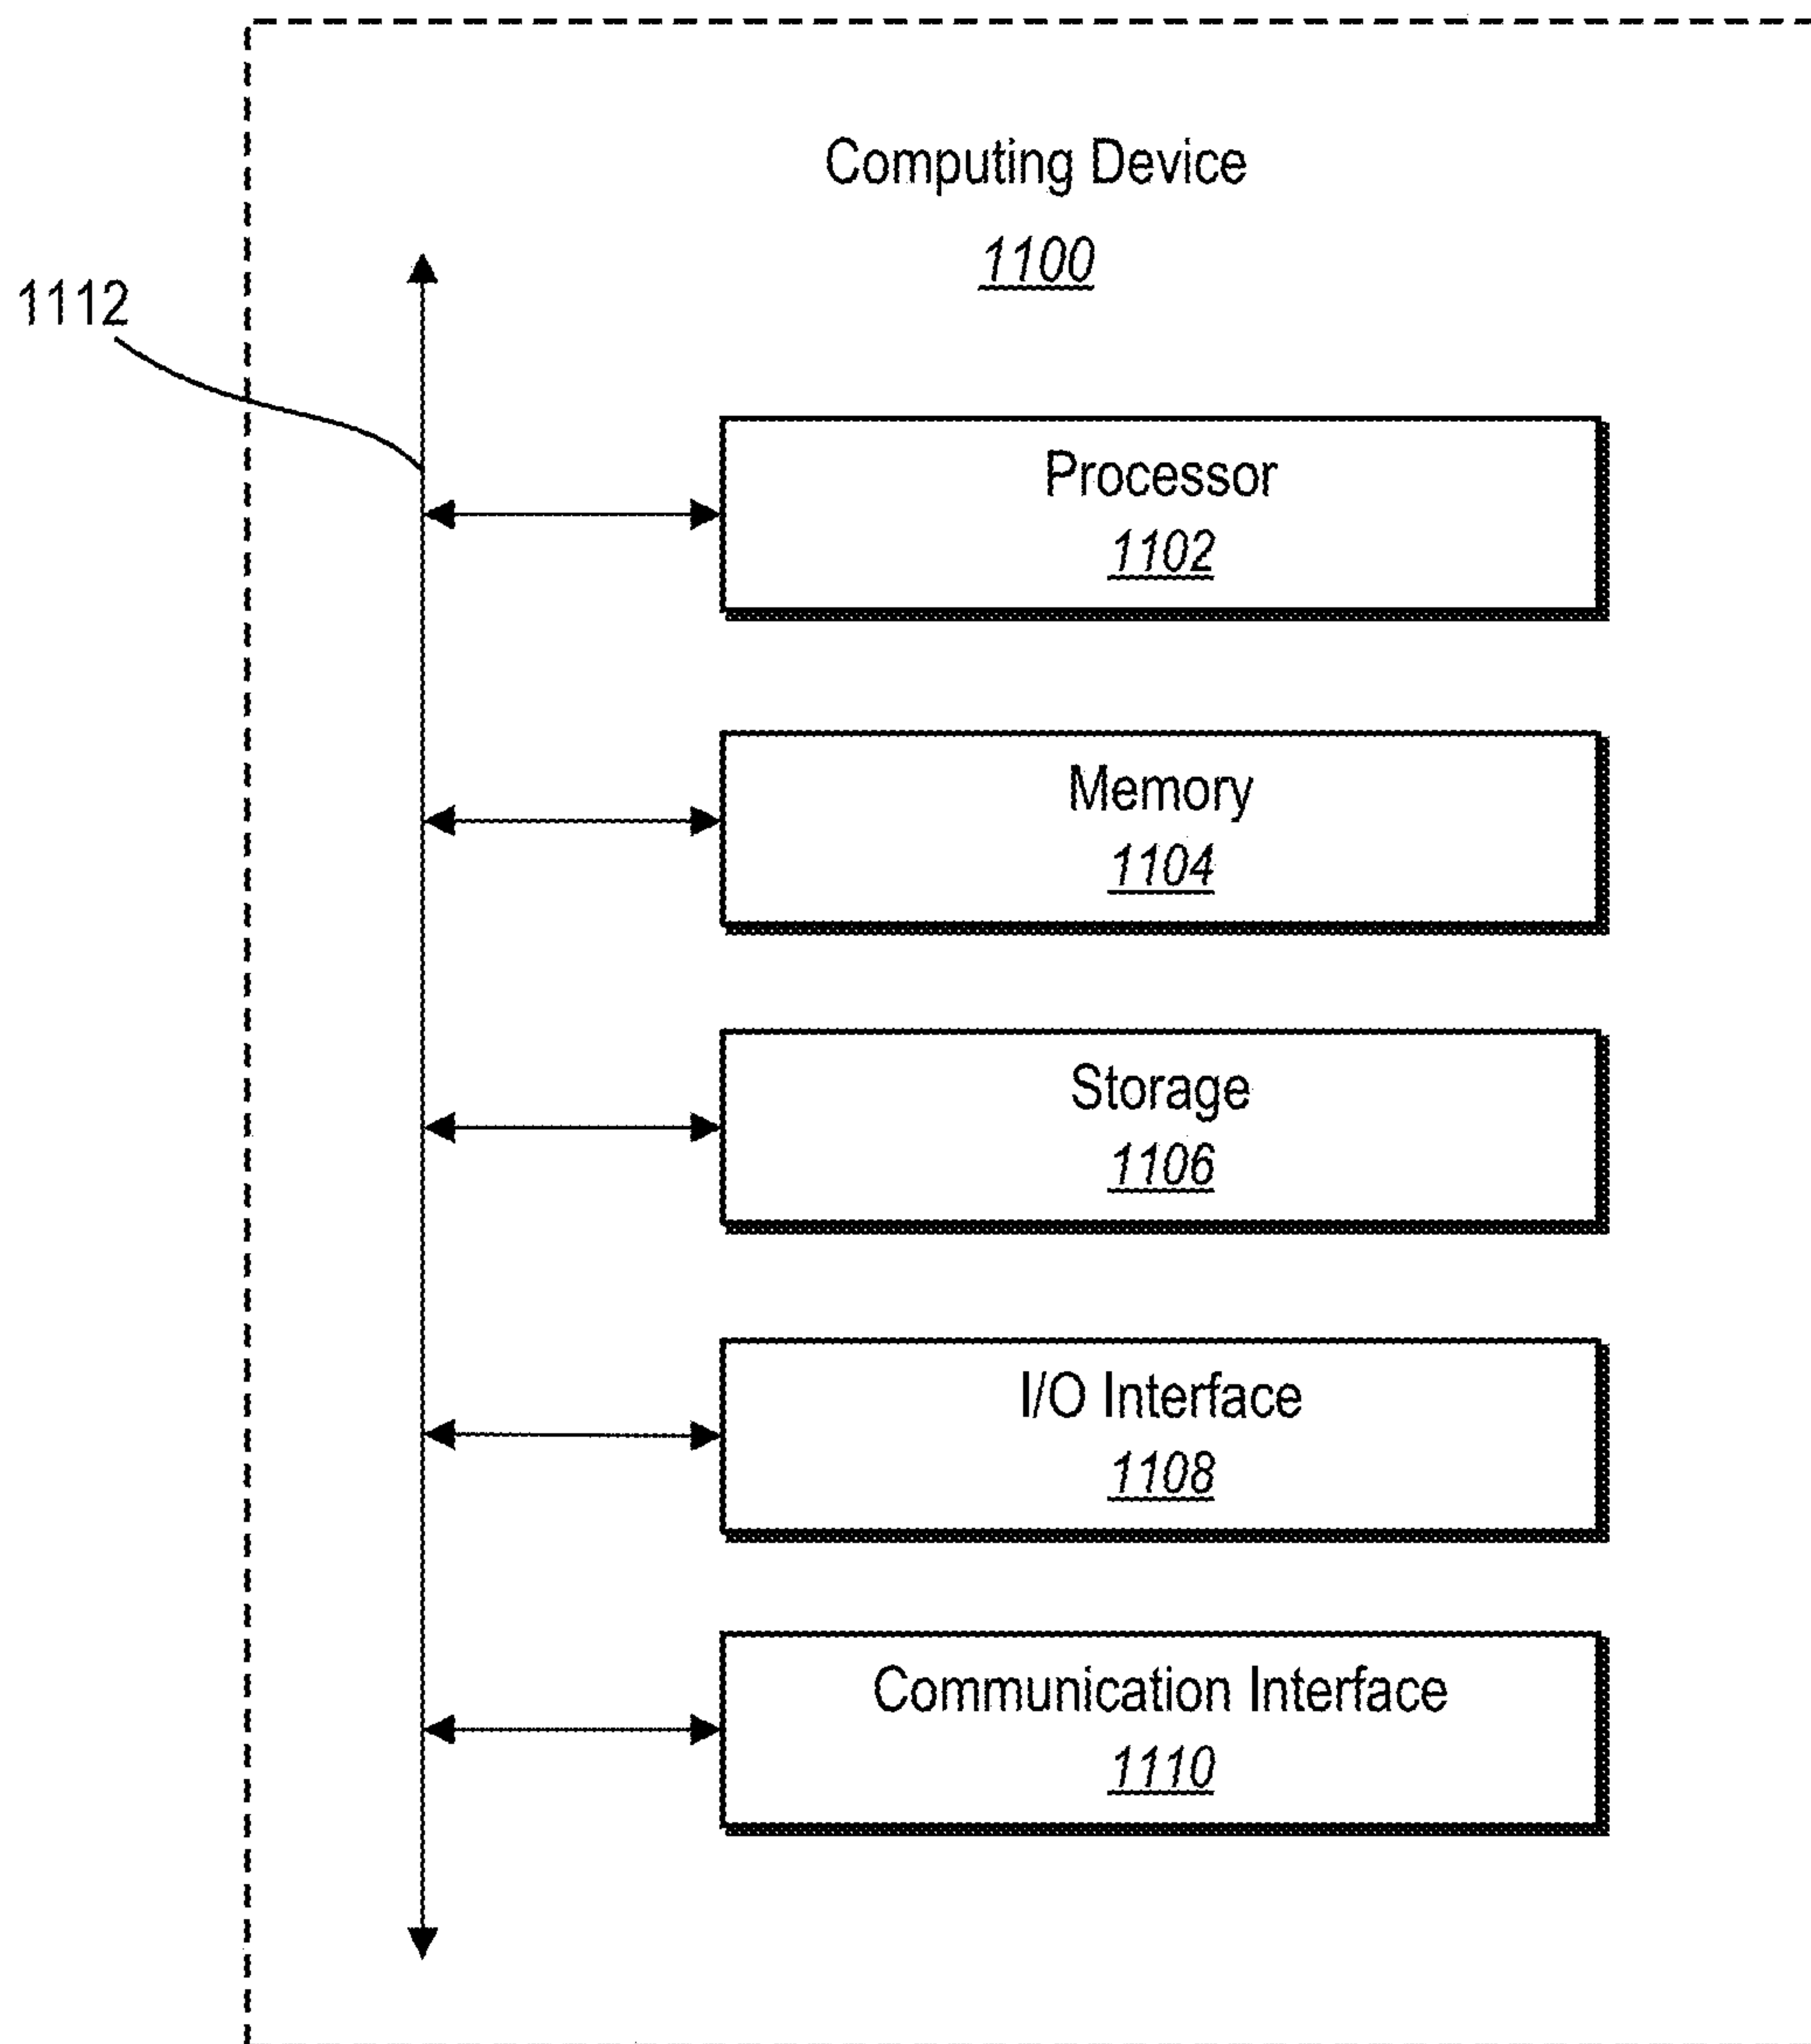 Computing Device
1100
1112
Processor
1102
Memory
1104
Storage
1106
I/O Interface
1108
Communication Interface
1110